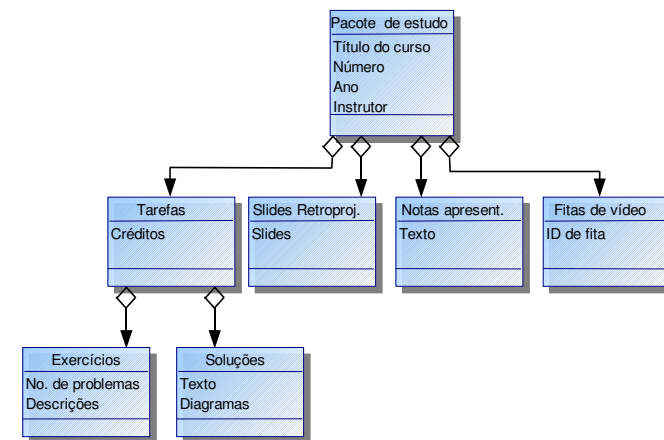 Pacote de estudo
Título do curso
Número
Ano
Instrutor
Tarefas
Créditos
Slides Retroproj.
Slides
Notas apresent.
Texto
Fitas de vídeo
ID de fita
Exercícios
No. de problemas
Descrições
Soluções
Texto
Diagramas